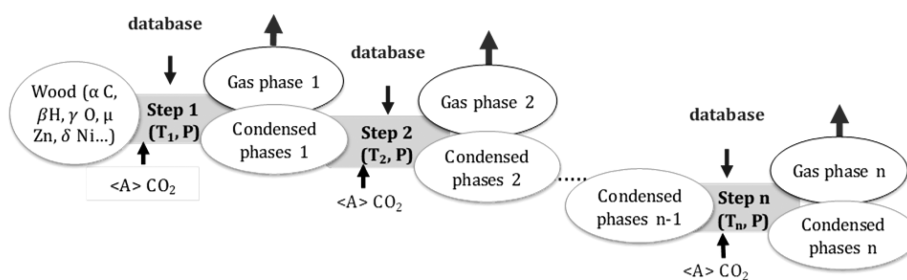 database
Wood (α C,
βH, γ O, μ
Zn, δ Ni...)
Step 1
(T₁, P)
<A> CO₂
Gas phase 1
Condensed
phases 1
database
Step 2
(T₂, P)
<A> CO₂
Gas phase 2
Condensed
phases 2
.....
Condensed
phases n-1
database
Step n
(Tₙ, P)
<A> CO₂
Gas phase n
Condensed
phases n